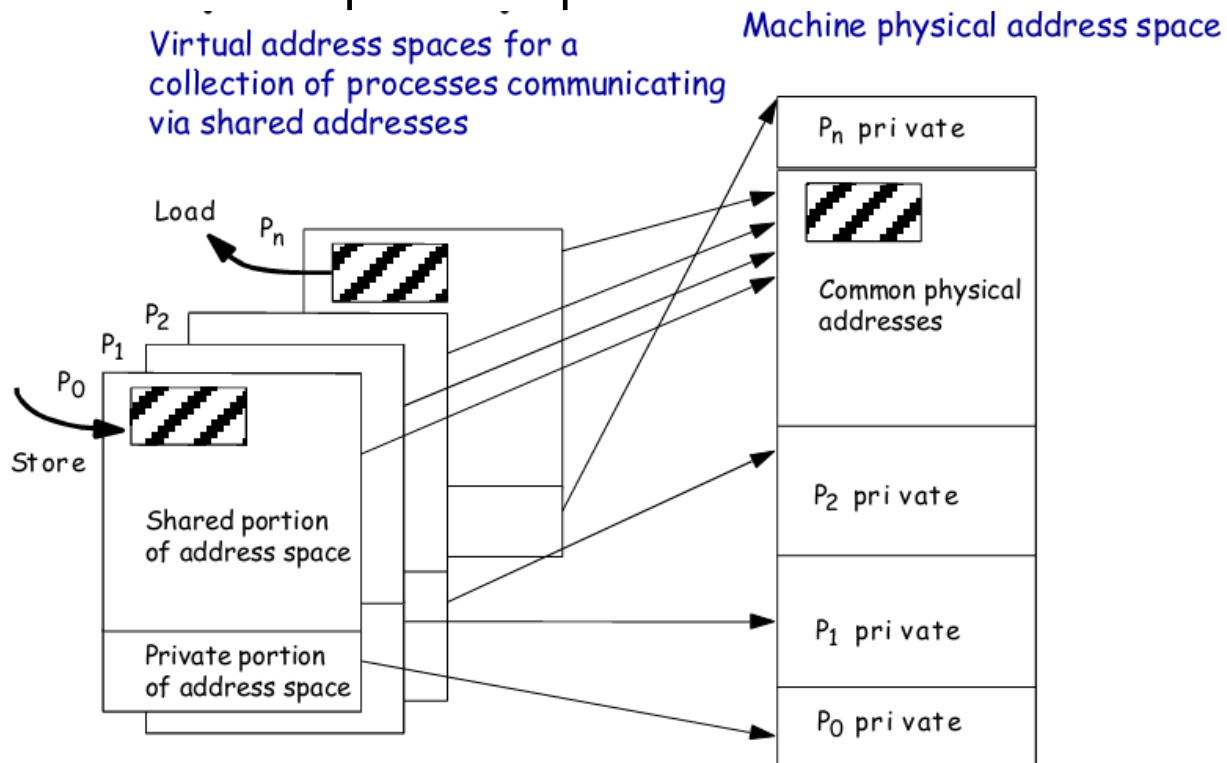 Virtual address spaces for a
collection of processes communicating
via shared addresses
Machine physical address space
Load
Pn
P2
P1
P0
Store
Shared portion
of address space
Private portion
of address space
Pn private
Common physical
addresses
P2 private
P1 private
P0 private